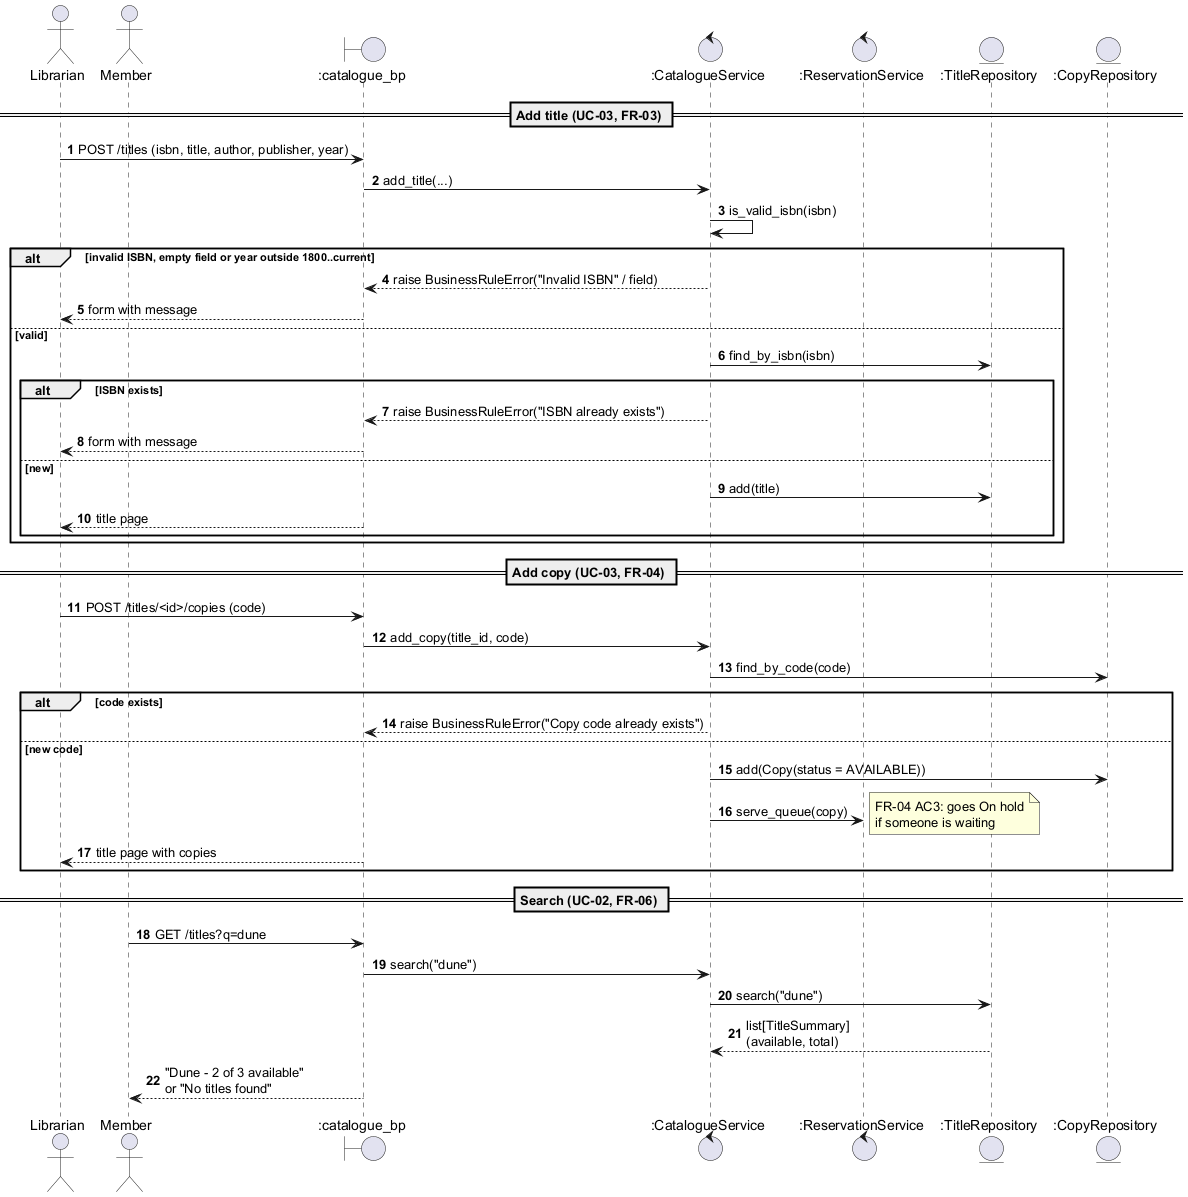 Librarian
Member
:catalogue_bp
:CatalogueService
:ReservationService
:TitleRepository
:CopyRepository
Add title (UC-03, FR-03)
1 POST /titles (isbn, title, author, publisher, year)
2 add_title(...)
3 is_valid_isbn(isbn)
alt
[invalid ISBN, empty field or year outside 1800..current]
4 raise BusinessRuleError("Invalid ISBN" / field)
5 form with message
[valid]
6 find_by_isbn(isbn)
alt
[ISBN exists]
7 raise BusinessRuleError("ISBN already exists")
8 form with message
[new]
9 add(title)
10 title page
Add copy (UC-03, FR-04)
11 POST /titles/<id>/copies (code)
12 add_copy(title_id, code)
13 find_by_code(code)
alt
[code exists]
14 raise BusinessRuleError("Copy code already exists")
[new code]
15 add(Copy(status = AVAILABLE))
16 serve_queue(copy)
FR-04 AC3: goes On hold
if someone is waiting
17 title page with copies
Search (UC-02, FR-06)
18 GET /titles?q=dune
19 search("dune")
20 search("dune")
21 list[TitleSummary]
(available, total)
22 "Dune - 2 of 3 available"
or "No titles found"
Librarian
Member
:catalogue_bp
:CatalogueService
:ReservationService
:TitleRepository
:CopyRepository